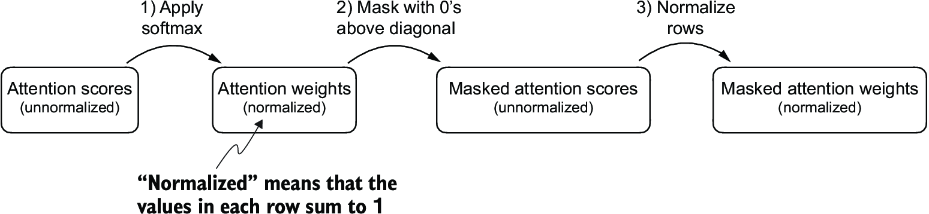 1) Apply
softmax
2) Mask with 0's
above diagonal
3) Normalize
rows
Attention scores
(unnormalized)
Attention weights
(normalized)
Masked attention scores
(unnormalized)
Masked attention weights
(normalized)
“Normalized” means that the
values in each row sum to 1